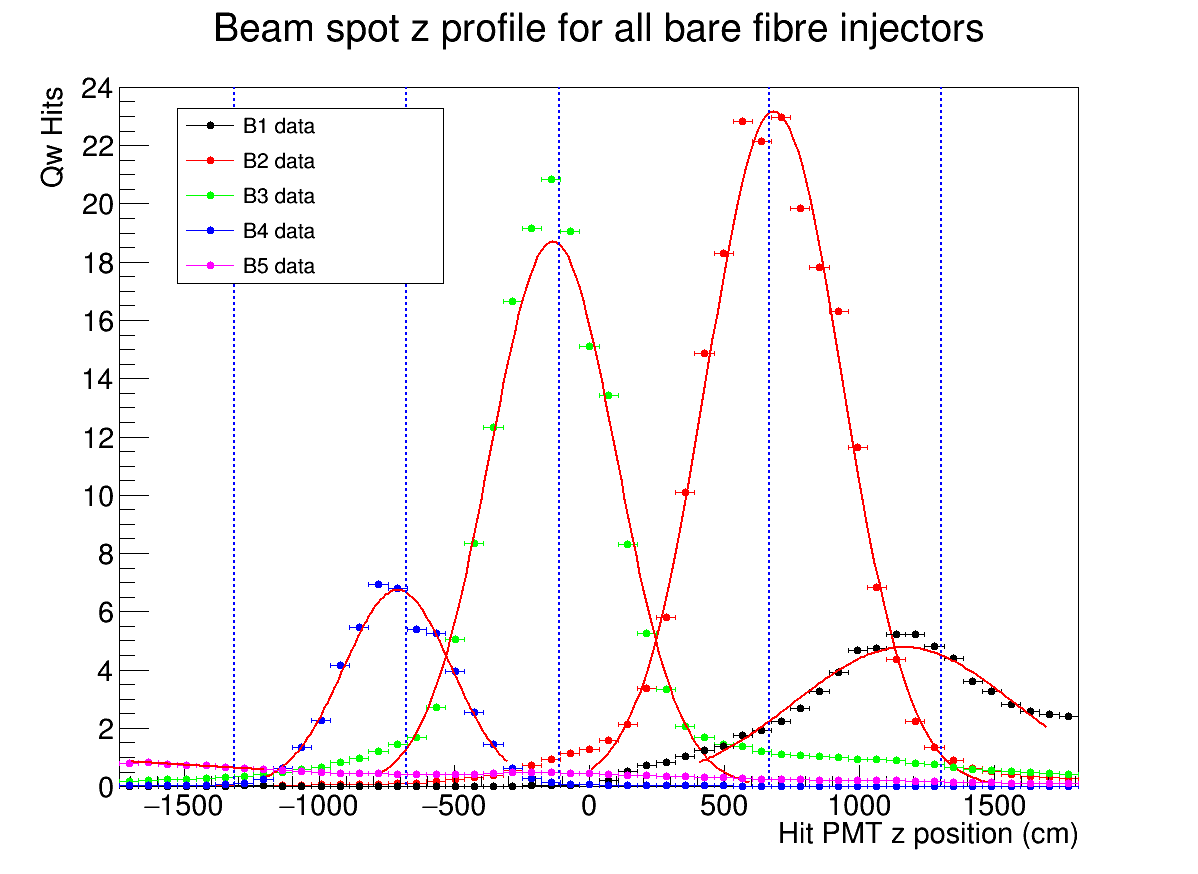 Beam spot z profile for all bare fibre injectors
Qw Hits
24
22
20
18
16
14
12
10
8
6
4
2
0
B1 data
B2 data
B3 data
B4 data
B5 data
−1500 −1000 −500 0 500 1000 1500
Hit PMT z position (cm)